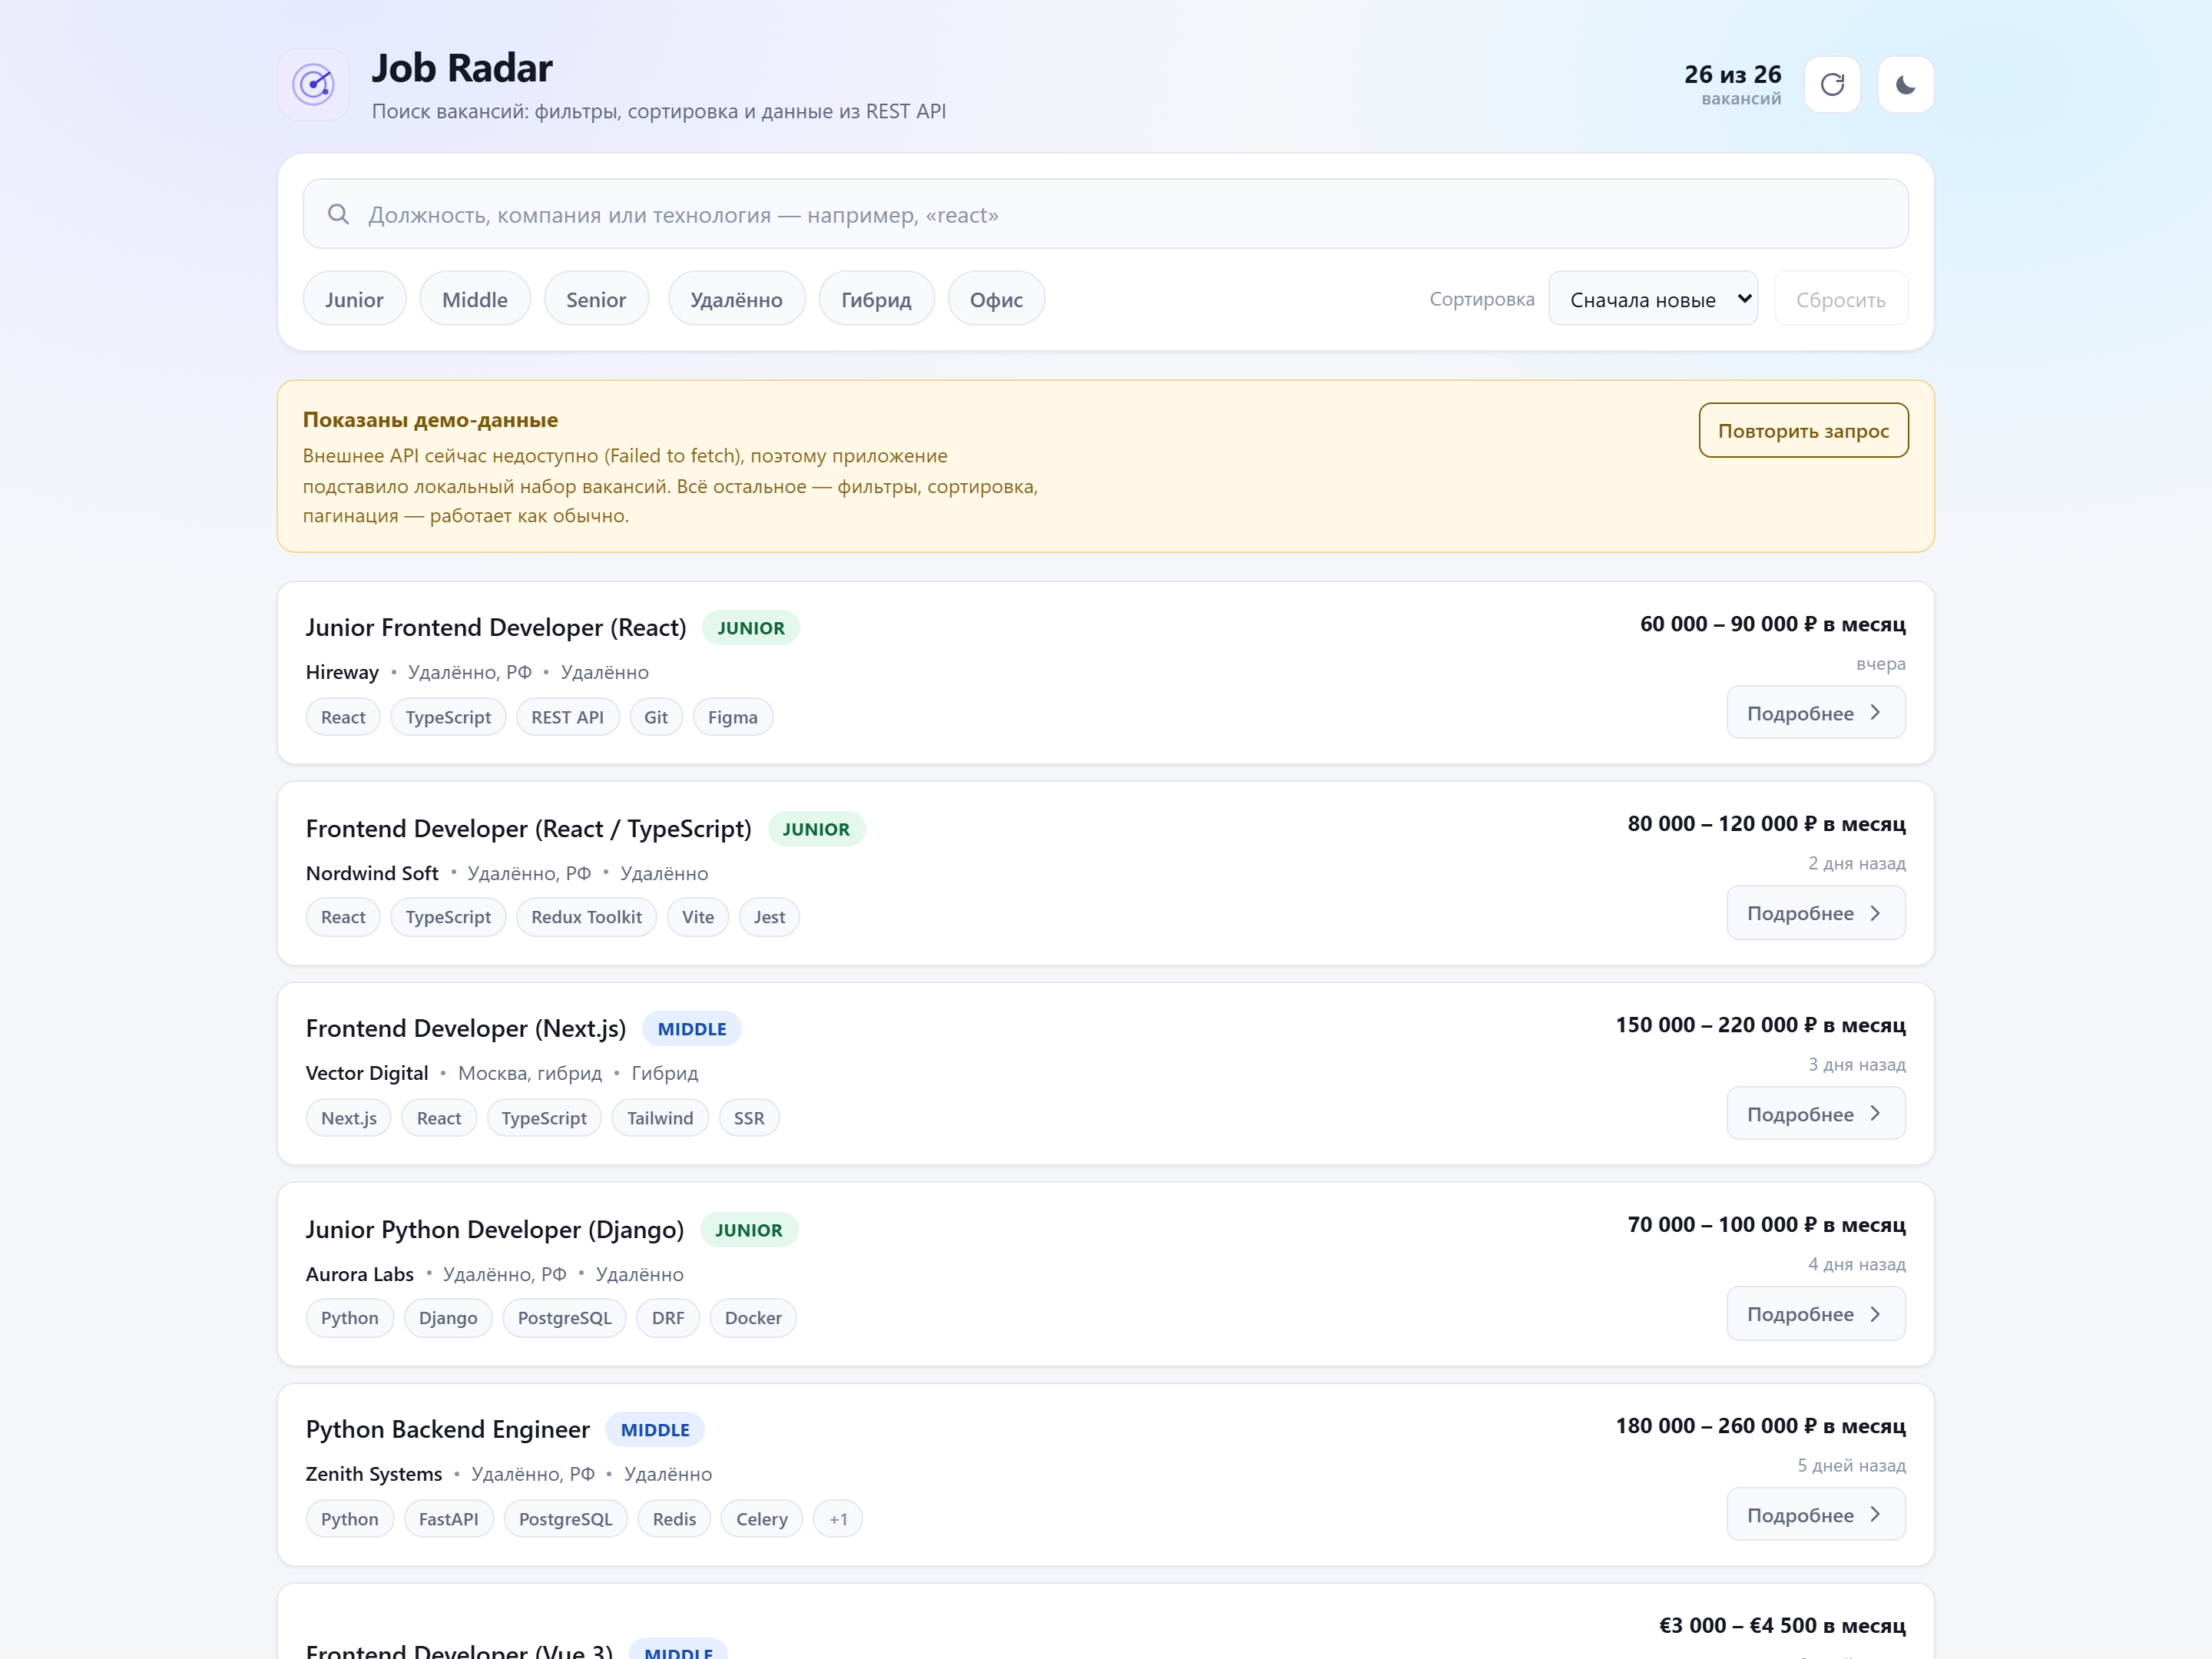 Job Radar
Поиск вакансий: фильтры, сортировка и данные из REST API
26 из 26
вакансий
Должность, компания или технология — например, «react»
Junior
Middle
Senior
Удалённо
Гибрид
Офис
Сортировка
Сначала новые
Сбросить
Показаны демо-данные
Внешнее API сейчас недоступно (Failed to fetch), поэтому приложение
подставило локальный набор вакансий. Всё остальное — фильтры, сортировка,
пагинация — работает как обычно.
Повторить запрос
Junior Frontend Developer (React) JUNIOR
Hireway • Удалённо, РФ • Удалённо
React TypeScript REST API Git Figma
60 000 – 90 000 ₽ в месяц
вчера
Подробнее
Frontend Developer (React / TypeScript) JUNIOR
Nordwind Soft • Удалённо, РФ • Удалённо
React TypeScript Redux Toolkit Vite Jest
80 000 – 120 000 ₽ в месяц
2 дня назад
Подробнее
Frontend Developer (Next.js) MIDDLE
Vector Digital • Москва, гибрид • Гибрид
Next.js React TypeScript Tailwind SSR
150 000 – 220 000 ₽ в месяц
3 дня назад
Подробнее
Junior Python Developer (Django) JUNIOR
Aurora Labs • Удалённо, РФ • Удалённо
Python Django PostgreSQL DRF Docker
70 000 – 100 000 ₽ в месяц
4 дня назад
Подробнее
Python Backend Engineer MIDDLE
Zenith Systems • Удалённо, РФ • Удалённо
Python FastAPI PostgreSQL Redis Celery +1
180 000 – 260 000 ₽ в месяц
5 дней назад
Подробнее
Frontend Developer (Vue 3) MIDDLE
€3 000 – €4 500 в месяц